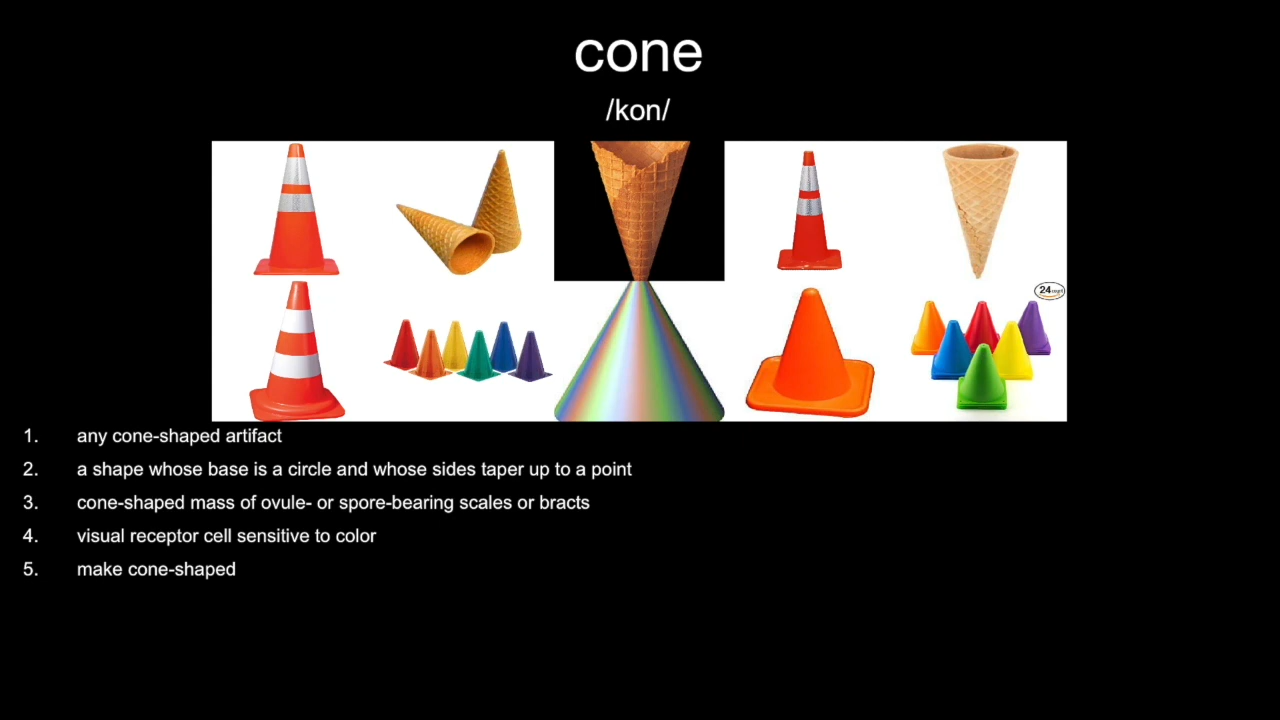 cone
/kon/
24 count
1. any cone-shaped artifact
2. a shape whose base is a circle and whose sides taper up to a point
3. cone-shaped mass of ovule- or spore-bearing scales or bracts
4. visual receptor cell sensitive to color
5. make cone-shaped